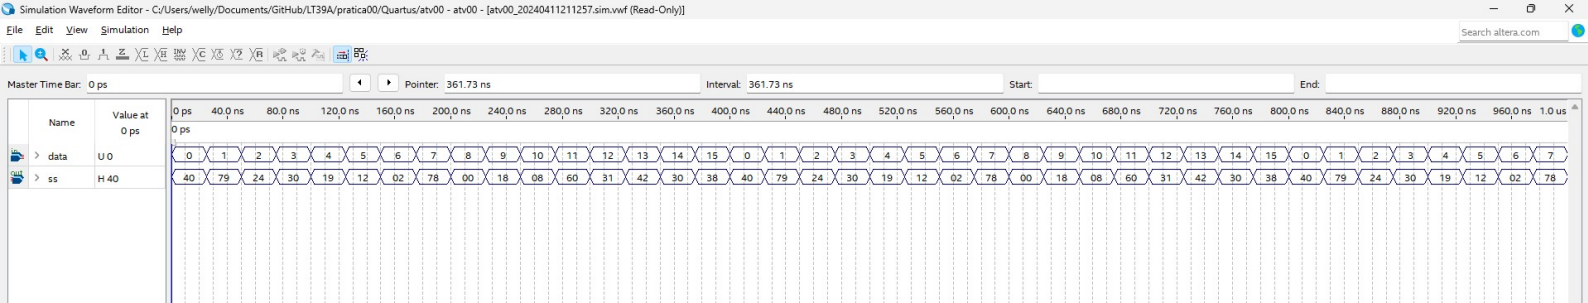 Simulation Waveform Editor - C:/Users/welly/Documents/GitHub/LT39A/pratica00/Quartus/atv00 - atv00 - [atv00_20240411211257.sim.vwf (Read-Only)]
File Edit View Simulation Help
Search altera.com
Master Time Bar: 0 ps Pointer: 361.73 ns Interval: 361.73 ns Start: End:
Name Value at 0 ps
0 ps 40.0 ns 80.0 ns 120.0 ns 160.0 ns 200.0 ns 240.0 ns 280.0 ns 320.0 ns 360.0 ns 400.0 ns 440.0 ns 480.0 ns 520.0 ns 560.0 ns 600.0 ns 640.0 ns 680.0 ns 720.0 ns 760.0 ns 800.0 ns 840.0 ns 880.0 ns 920.0 ns 960.0 ns 1.0 us
0 ps
data U 0 0 1 2 3 4 5 6 7 8 9 10 11 12 13 14 15 0 1 2 3 4 5 6 7 8 9 10 11 12 13 14 15 0 1 2 3 4 5 6 7
ss H 40 40 79 24 30 19 12 02 78 00 18 08 60 31 42 30 38 40 79 24 30 19 12 02 78 00 18 08 60 31 42 30 38 40 79 24 30 19 12 02 78